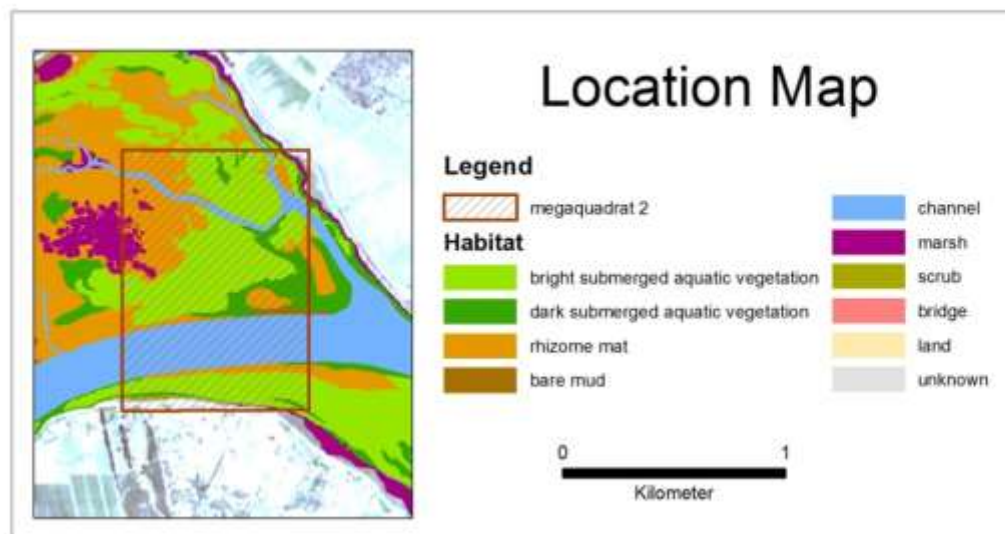 Location Map
Legend
megaquadrat 2
Habitat
bright submerged aquatic vegetation
dark submerged aquatic vegetation
rhizome mat
bare mud
channel
marsh
scrub
bridge
land
unknown
0 1
Kilometer